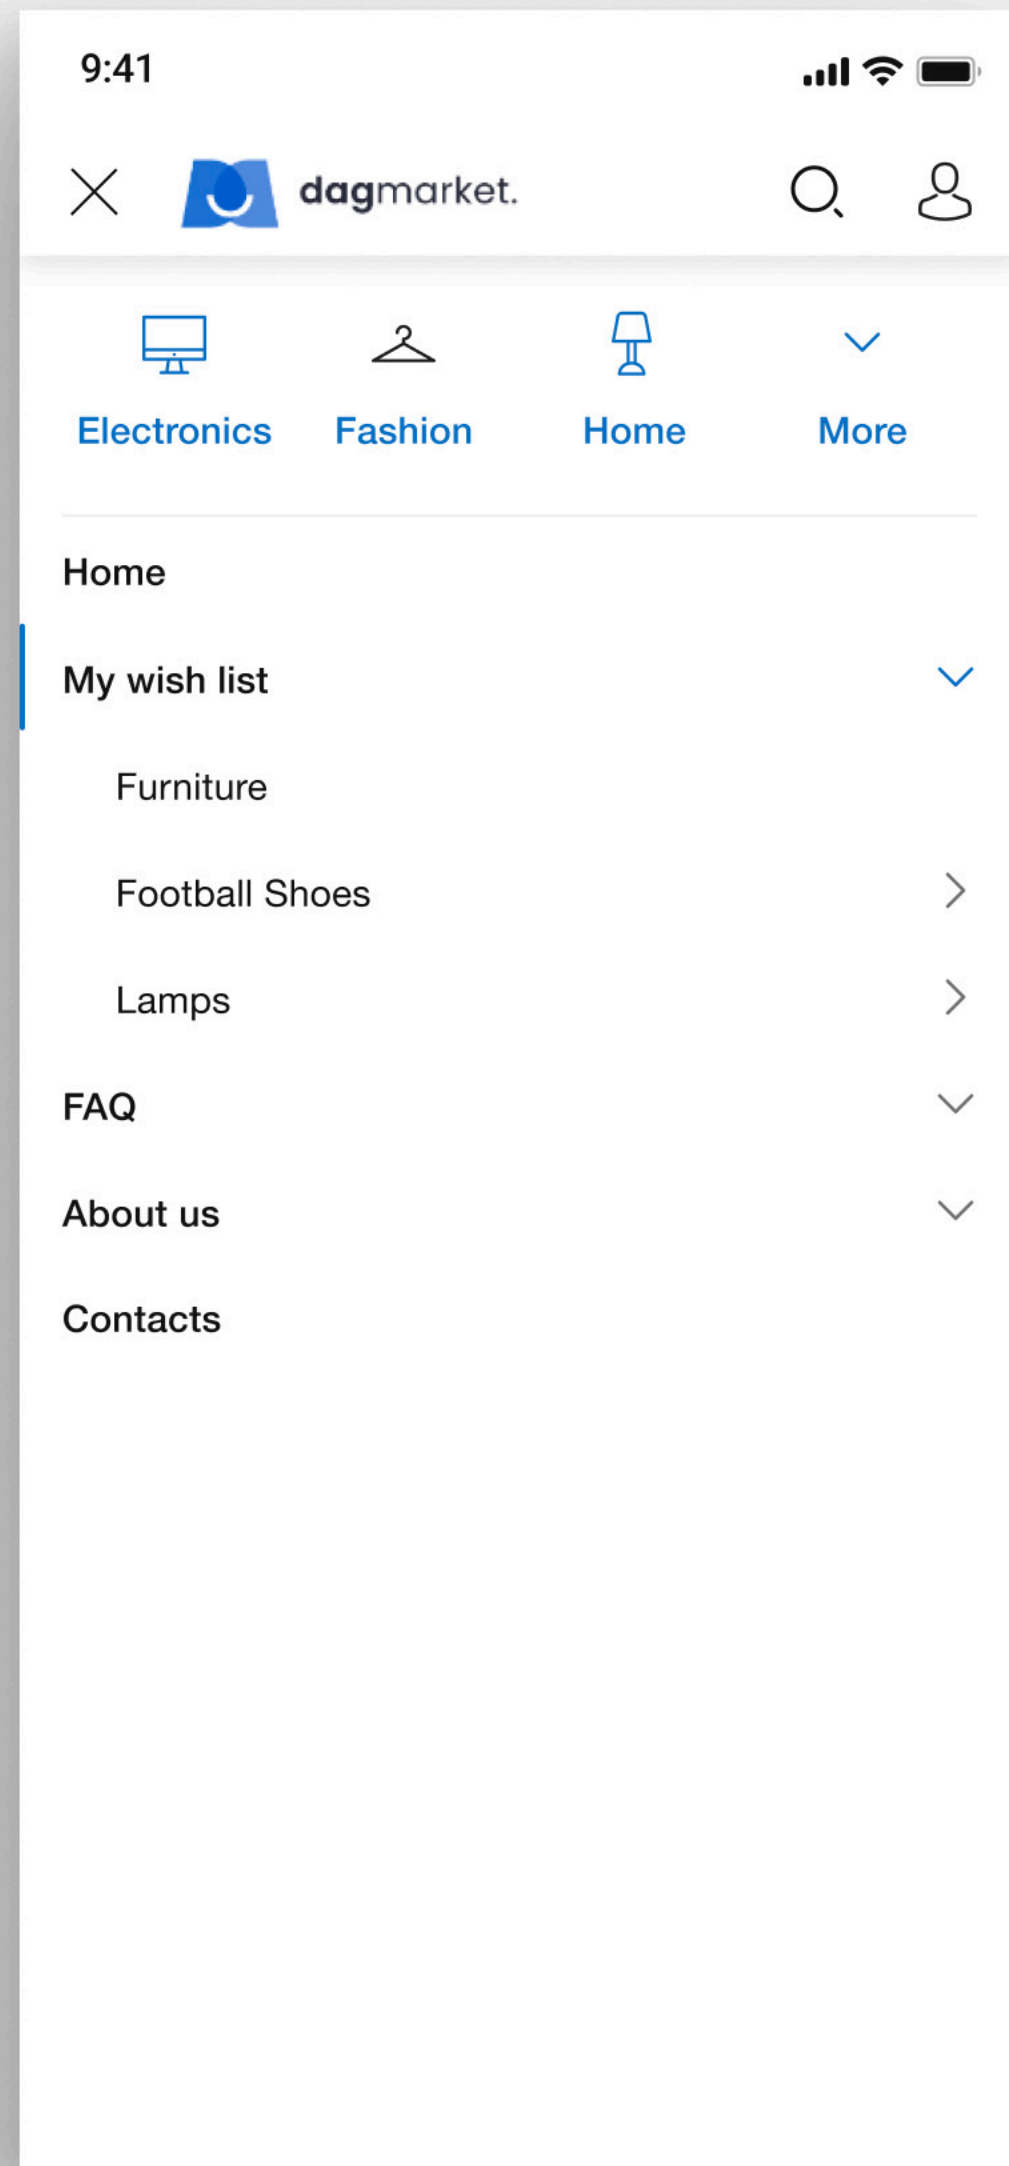 9:41
dagmarket.
Electronics Fashion Home More
Home
My wish list
Furniture
Football Shoes
Lamps
FAQ
About us
Contacts